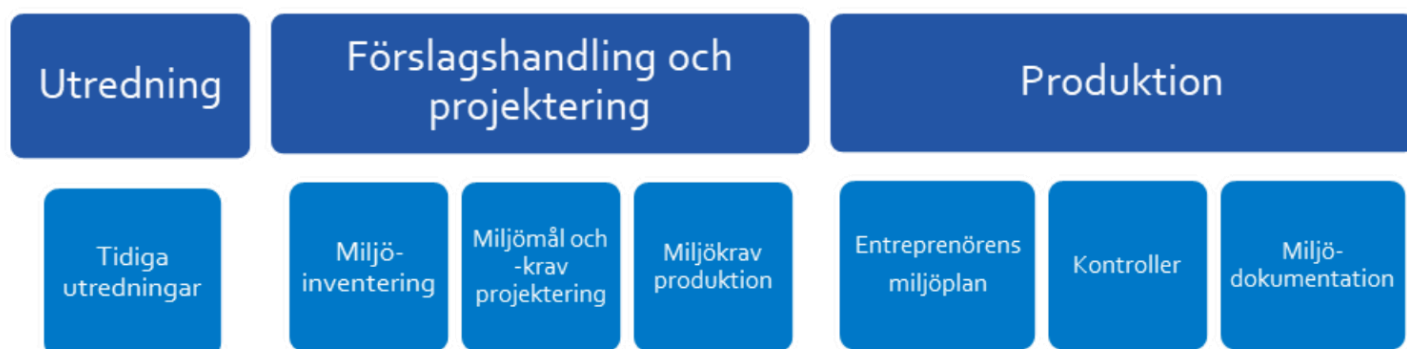 Utredning
Förslagshandling och
projektering
Produktion
Tidiga
utredningar
Miljö-
inventering
Miljömål och
-krav
projektering
Miljökrav
produktion
Entreprenörens
miljöplan
Kontroller
Miljö-
dokumentation